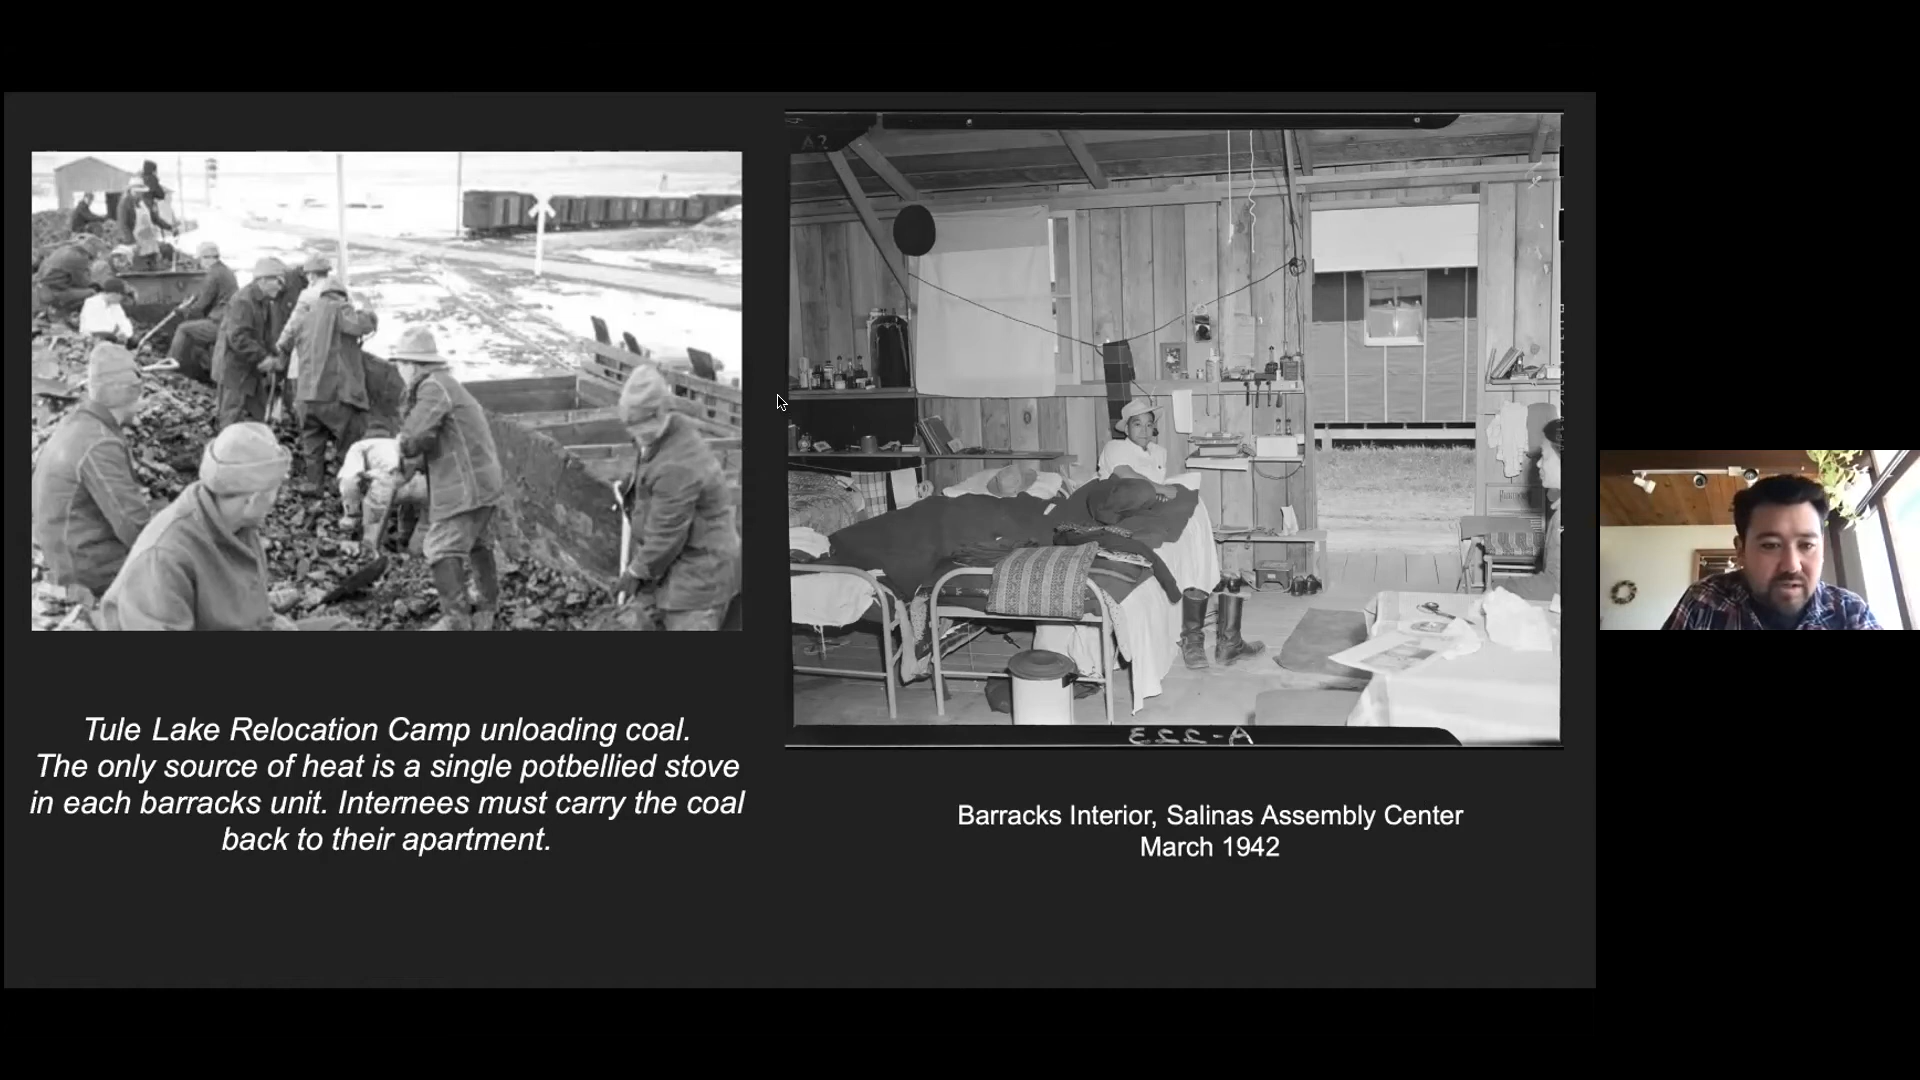 Tule Lake Relocation Camp unloading coal.
The only source of heat is a single potbellied stove
in each barracks unit. Internees must carry the coal
back to their apartment.
A-223
Barracks Interior, Salinas Assembly Center
March 1942